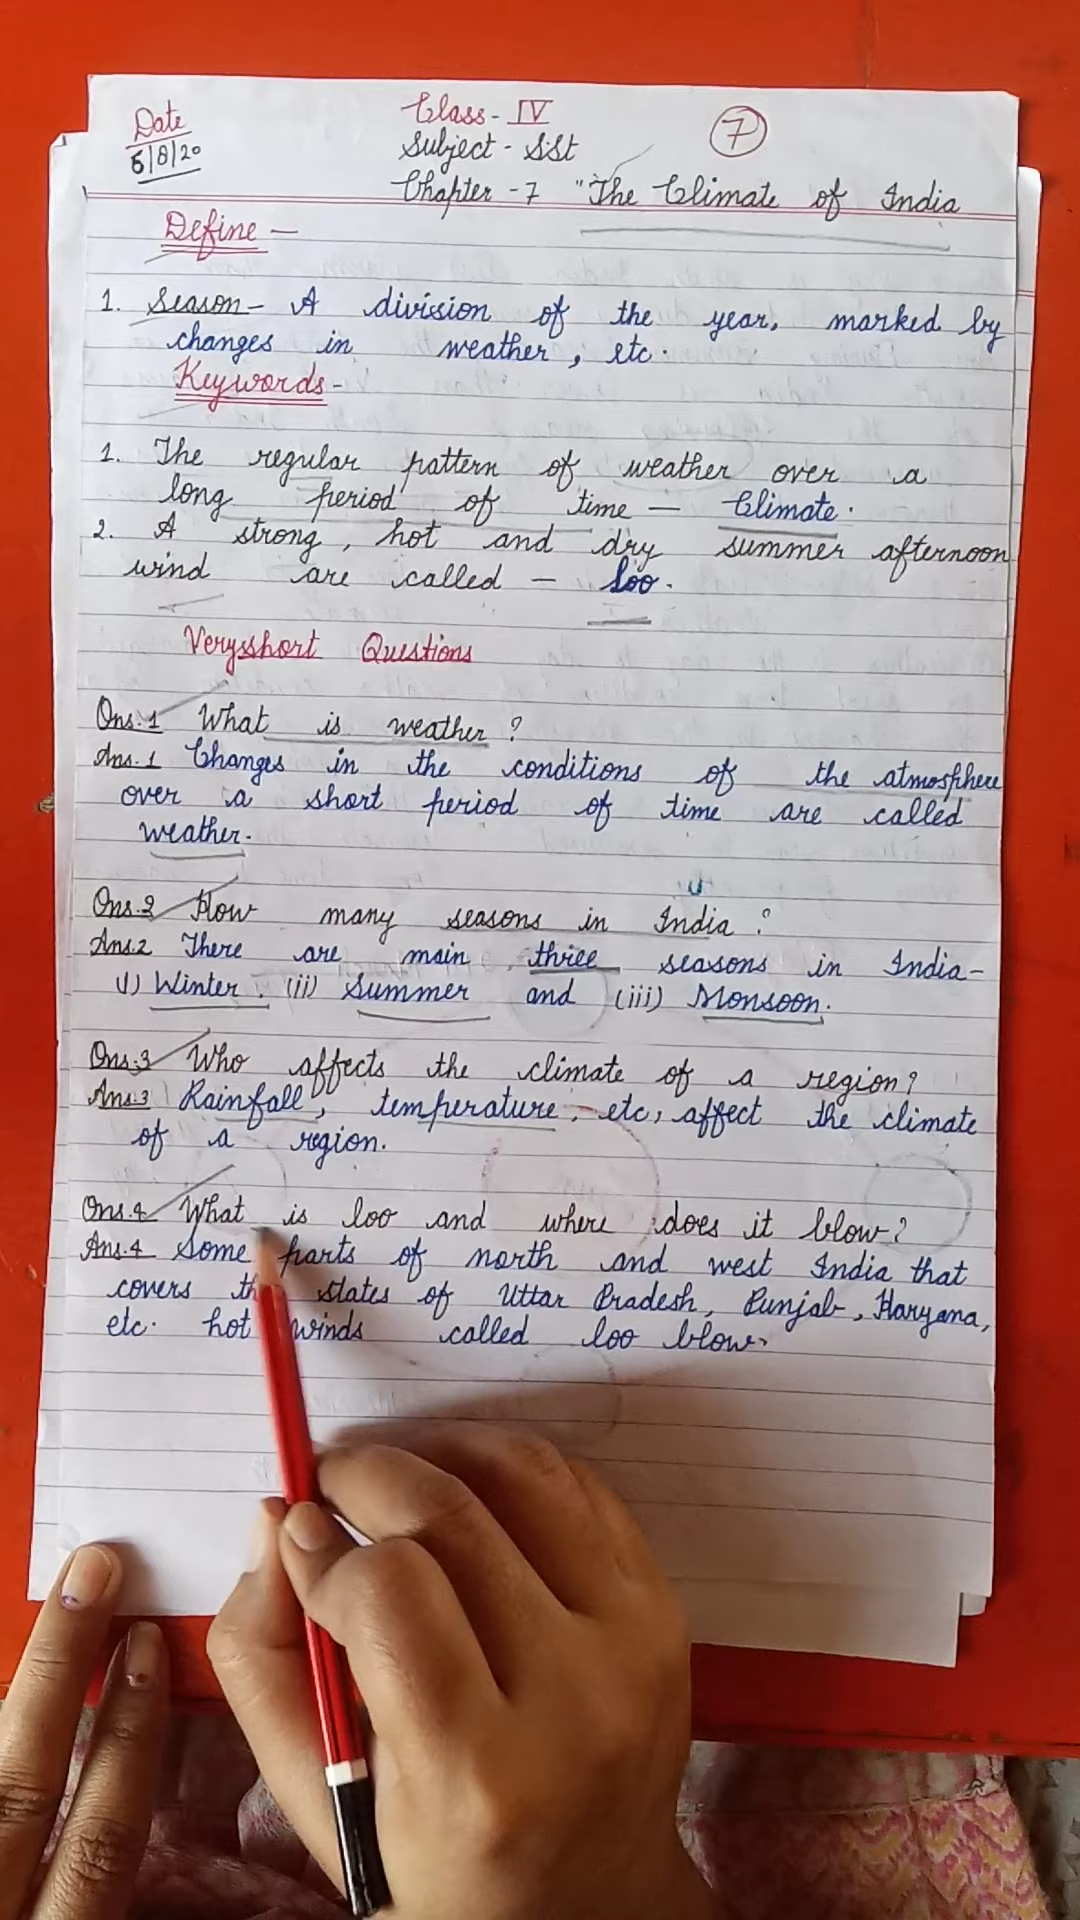 Date
5/8/20
Class - IV
Subject - S.St
7
Chapter - 7 "The Climate of India
Define -
1. Season - A division of the year, marked by
changes in weather, etc.
Keywords -
1. The regular pattern of weather over a
long period of time - Climate.
2. A strong, hot and dry summer afternoon
wind are called - loo.
Very short Questions
Qns.1 What is weather ?
Ans.1 Changes in the conditions of the atmosphere
over a short period of time are called
weather.
Qns.2 How many seasons in India ?
Ans.2 There are main three seasons in India -
(i) Winter. (ii) Summer and (iii) Monsoon.
Qns.3 Who affects the climate of a region?
Ans.3 Rainfall, temperature, etc, affect the climate
of a region.
Qns.4 What is loo and where does it blow?
Ans.4 Some parts of north and west India that
covers the states of Uttar Pradesh, Punjab, Haryana,
etc. hot winds called loo blow.